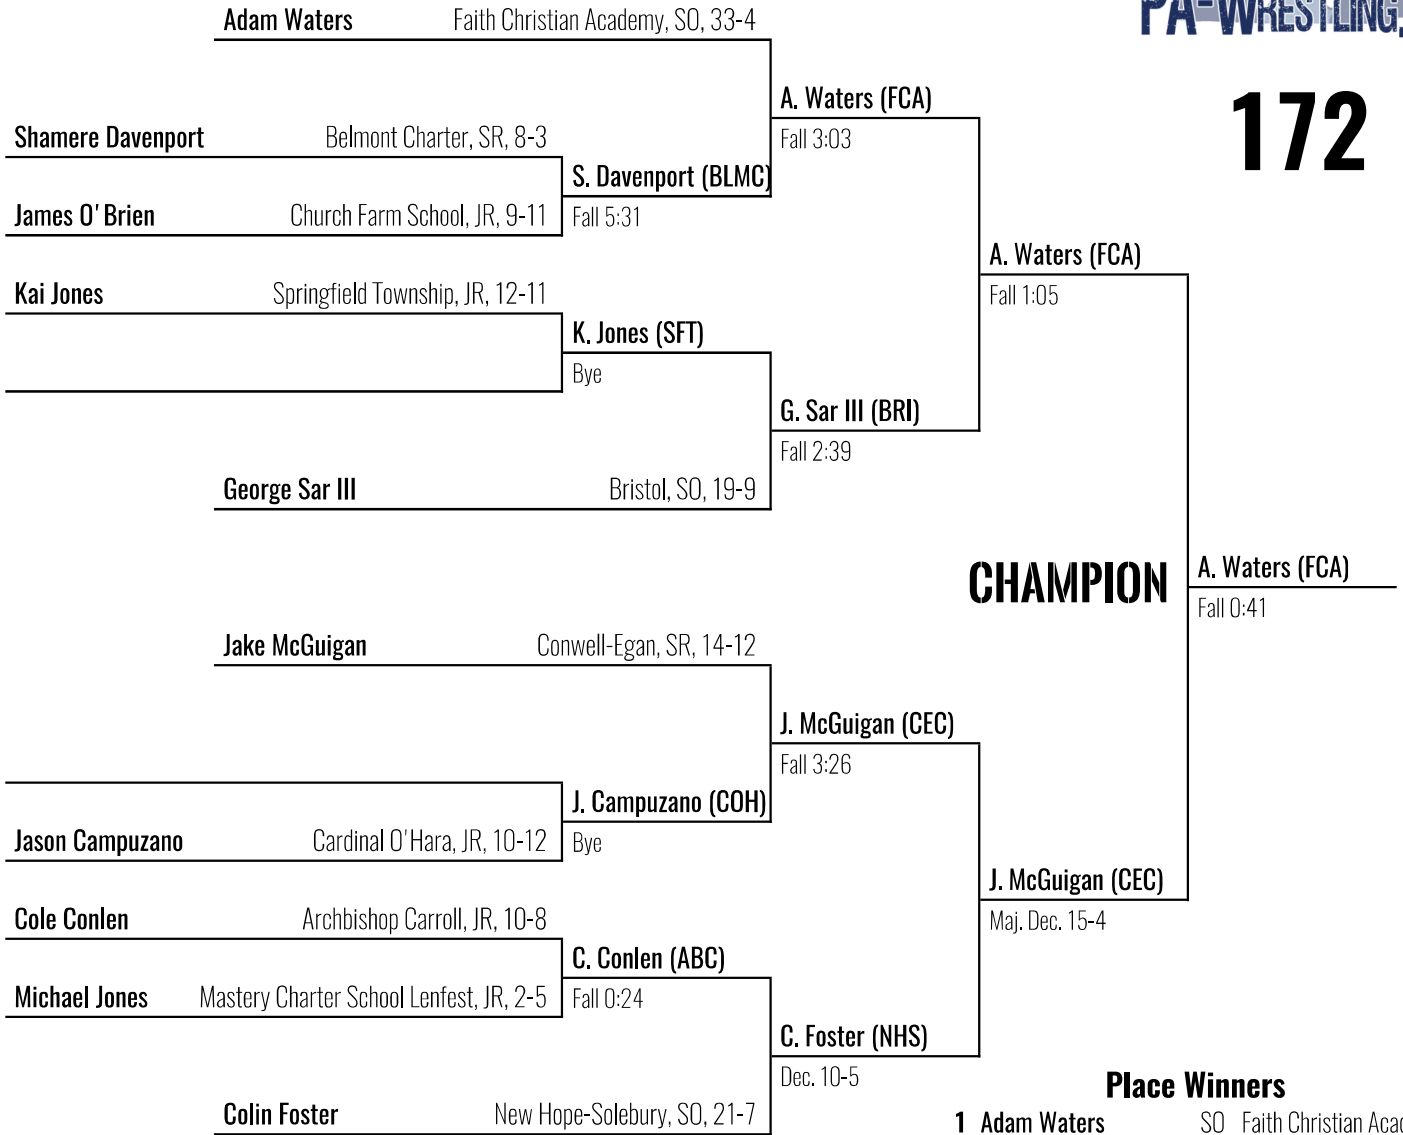 PA-WRESTLING
172
Adam Waters Faith Christian Academy, SO, 33-4
A. Waters (FCA)
Fall 3:03
Shamere Davenport Belmont Charter, SR, 8-3
S. Davenport (BLMC)
Fall 5:31
James O'Brien Church Farm School, JR, 9-11
A. Waters (FCA)
Fall 1:05
Kai Jones Springfield Township, JR, 12-11
K. Jones (SFT)
Bye
G. Sar III (BRI)
Fall 2:39
George Sar III Bristol, SO, 19-9
CHAMPION
A. Waters (FCA)
Fall 0:41
Jake McGuigan Conwell-Egan, SR, 14-12
J. McGuigan (CEC)
Fall 3:26
J. Campuzano (COH)
Bye
Jason Campuzano Cardinal O'Hara, JR, 10-12
J. McGuigan (CEC)
Maj. Dec. 15-4
Cole Conlen Archbishop Carroll, JR, 10-8
C. Conlen (ABC)
Fall 0:24
Michael Jones Mastery Charter School Lenfest, JR, 2-5
C. Foster (NHS)
Dec. 10-5
Colin Foster New Hope-Solebury, SO, 21-7
Place Winners
1 Adam Waters SO Faith Christian Acad